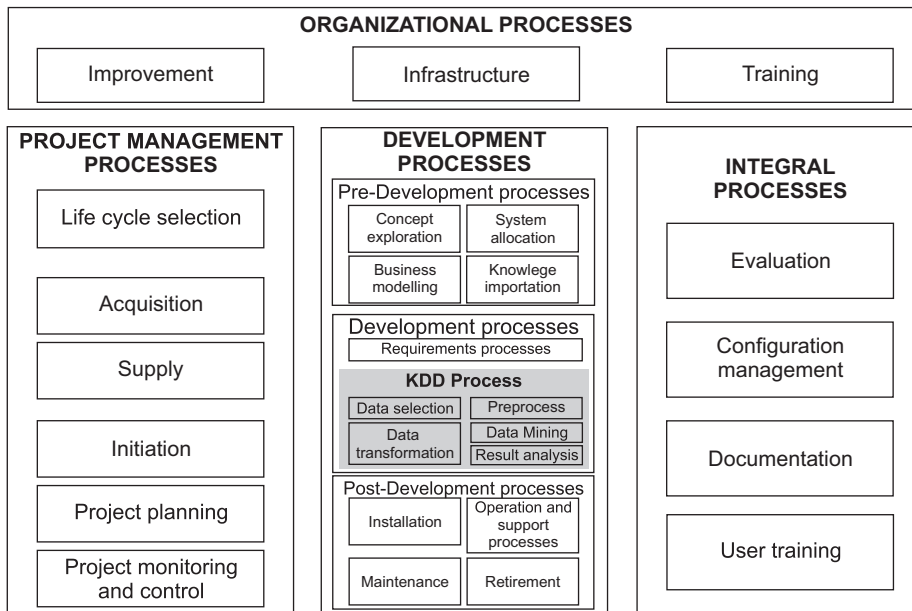 ORGANIZATIONAL PROCESSES
Improvement
Infrastructure
Training
PROJECT MANAGEMENT
PROCESSES
Life cycle selection
Acquisition
Supply
Initiation
Project planning
Project monitoring
and control
DEVELOPMENT
PROCESSES
Pre-Development processes
Concept
exploration
System
allocation
Business
modelling
Knowlege
importation
Development processes
Requirements processes
KDD Process
Data selection
Preprocess
Data
transformation
Data Mining
Result analysis
Post-Development processes
Installation
Operation and
support
processes
Maintenance
Retirement
INTEGRAL
PROCESSES
Evaluation
Configuration
management
Documentation
User training